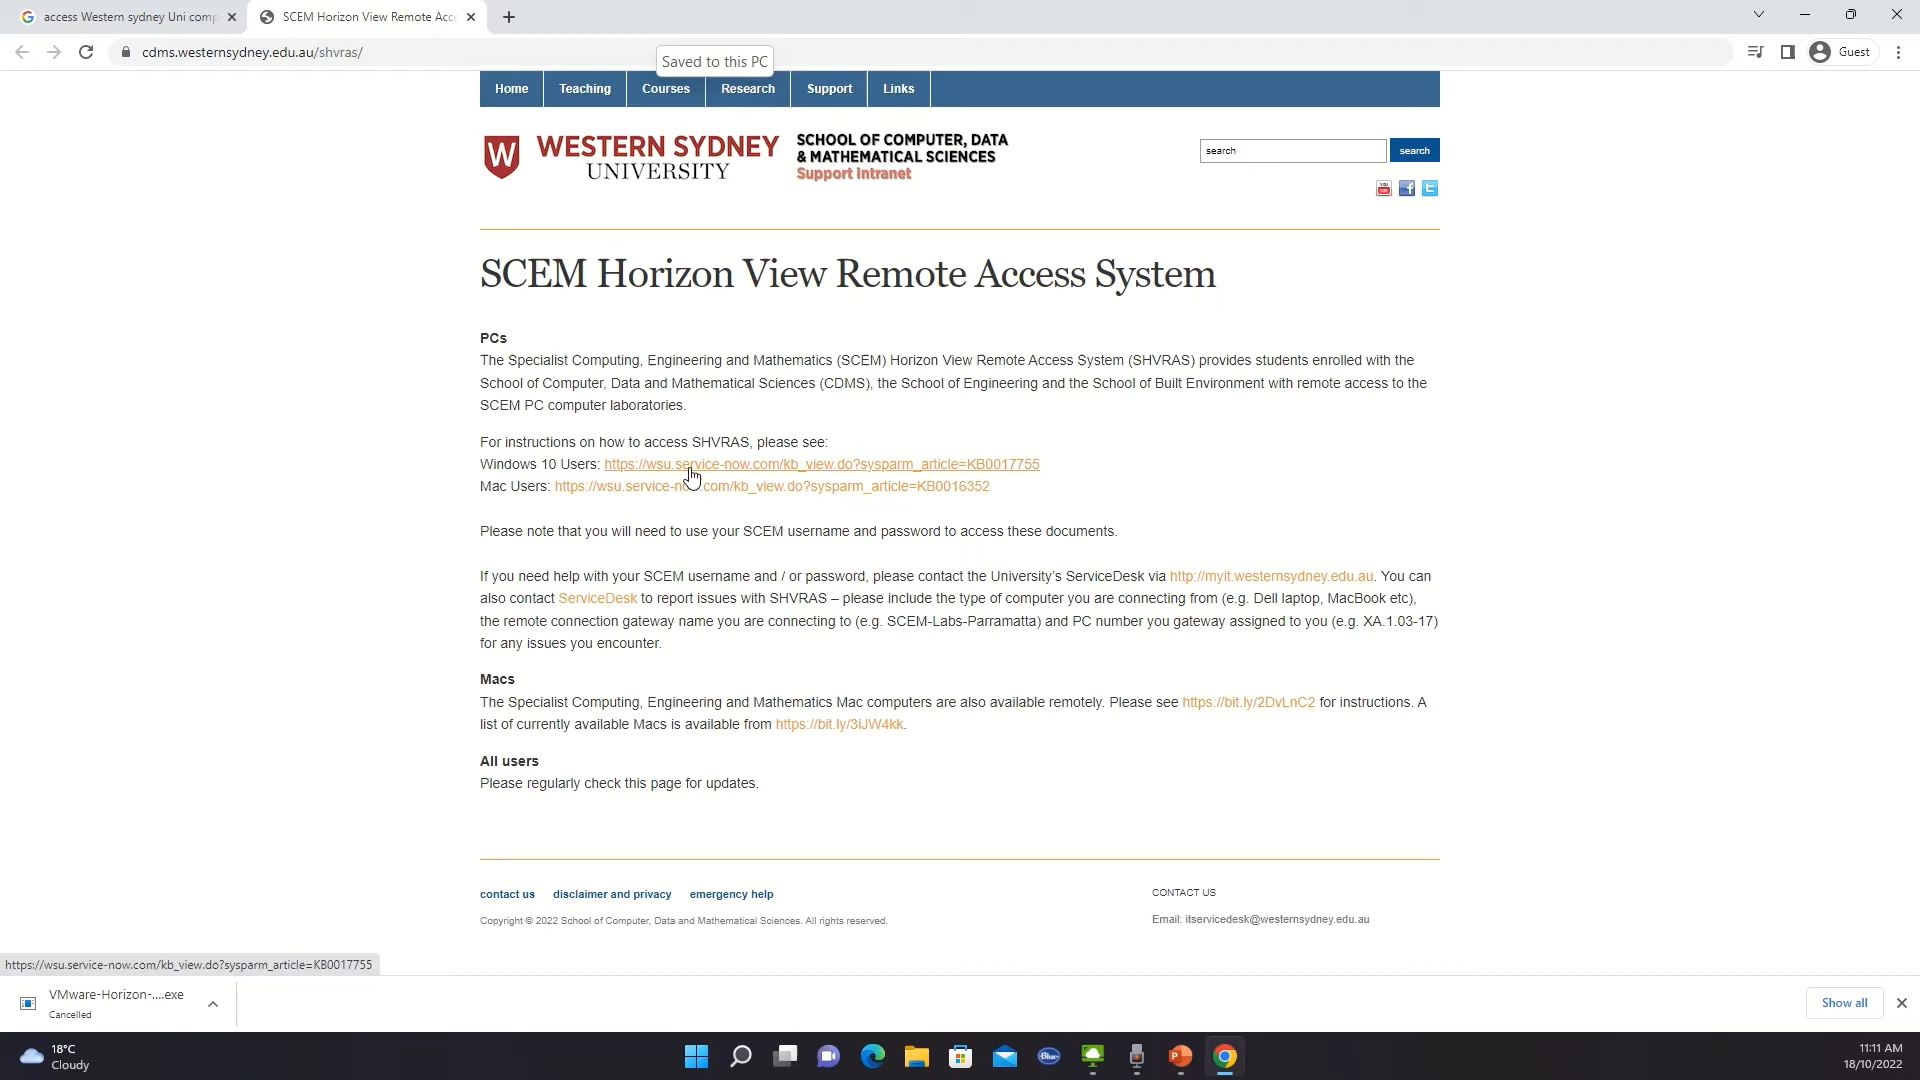 access Western sydney Uni comp
SCEM Horizon View Remote Acce
cdms.westernsydney.edu.au/shvras/
Guest
Saved to this PC
Home Teaching Courses Research Support Links
WESTERN SYDNEY
UNIVERSITY
SCHOOL OF COMPUTER, DATA
& MATHEMATICAL SCIENCES
Support Intranet
search search
SCEM Horizon View Remote Access System
PCs
The Specialist Computing, Engineering and Mathematics (SCEM) Horizon View Remote Access System (SHVRAS) provides students enrolled with the
School of Computer, Data and Mathematical Sciences (CDMS), the School of Engineering and the School of Built Environment with remote access to the
SCEM PC computer laboratories.
For instructions on how to access SHVRAS, please see:
Windows 10 Users: https://wsu.service-now.com/kb_view.do?sysparm_article=KB0017755
Mac Users: https://wsu.service-now.com/kb_view.do?sysparm_article=KB0016352
Please note that you will need to use your SCEM username and password to access these documents.
If you need help with your SCEM username and / or password, please contact the University's ServiceDesk via http://myit.westernsydney.edu.au. You can
also contact ServiceDesk to report issues with SHVRAS – please include the type of computer you are connecting from (e.g. Dell laptop, MacBook etc),
the remote connection gateway name you are connecting to (e.g. SCEM-Labs-Parramatta) and PC number you gateway assigned to you (e.g. XA.1.03-17)
for any issues you encounter.
Macs
The Specialist Computing, Engineering and Mathematics Mac computers are also available remotely. Please see https://bit.ly/2DvLnC2 for instructions. A
list of currently available Macs is available from https://bit.ly/3iJW4kk.
All users
Please regularly check this page for updates.
contact us disclaimer and privacy emergency help
Copyright © 2022 School of Computer, Data and Mathematical Sciences. All rights reserved.
CONTACT US
Email: itservicedesk@westernsydney.edu.au
https://wsu.service-now.com/kb_view.do?sysparm_article=KB0017755
VMware-Horizon-....exe
Cancelled
Show all
18°C
Cloudy
11:11 AM
18/10/2022